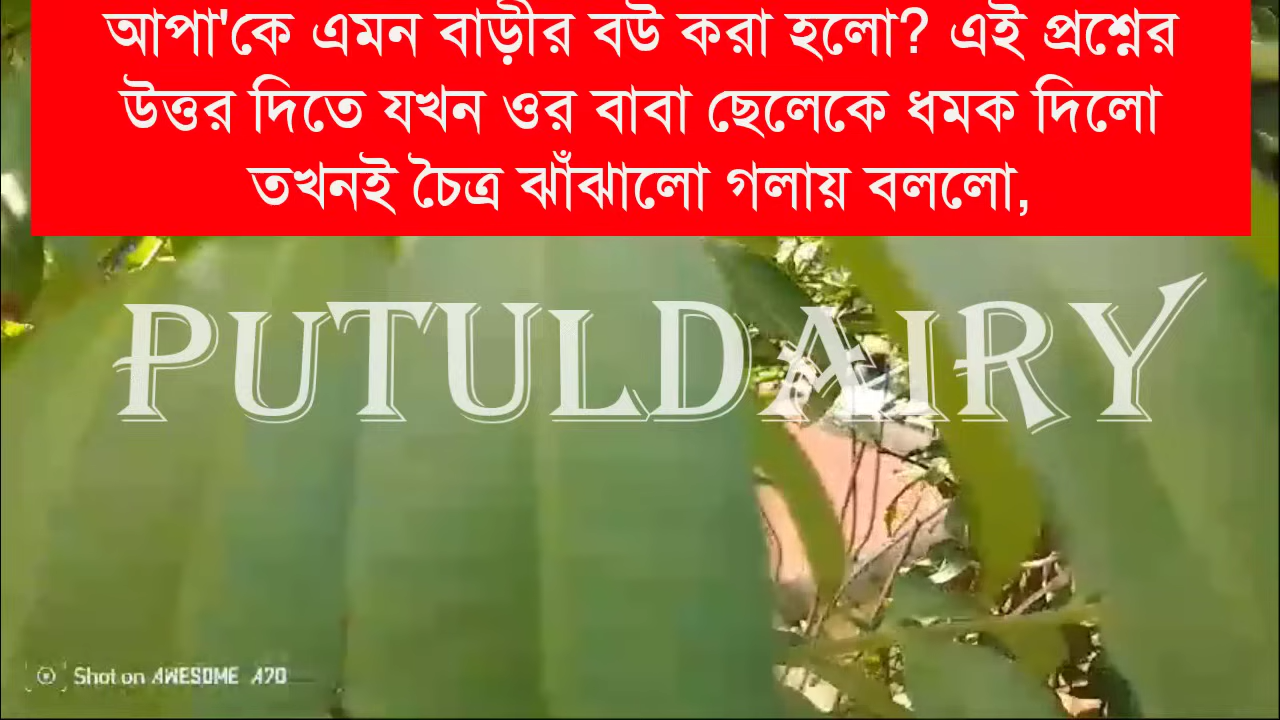 আপা'কে এমন বাড়ীর বউ করা হলো? এই প্রশ্নের
উত্তর দিতে যখন ওর বাবা ছেলেকে ধমক দিলো
তখনই চৈত্র ঝাঁঝালো গলায় বললো,
PUTULDAIRY
Shot on AWESOME A70